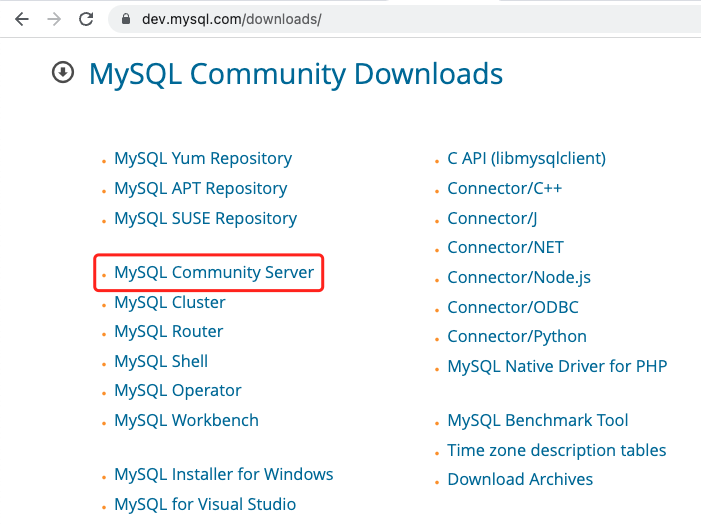 dev.mysql.com/downloads/
MySQL Community Downloads
MySQL Yum Repository
MySQL APT Repository
MySQL SUSE Repository
MySQL Community Server
MySQL Cluster
MySQL Router
MySQL Shell
MySQL Operator
MySQL Workbench
MySQL Installer for Windows
MySQL for Visual Studio
C API (libmysqlclient)
Connector/C++
Connector/J
Connector/NET
Connector/Node.js
Connector/ODBC
Connector/Python
MySQL Native Driver for PHP
MySQL Benchmark Tool
Time zone description tables
Download Archives